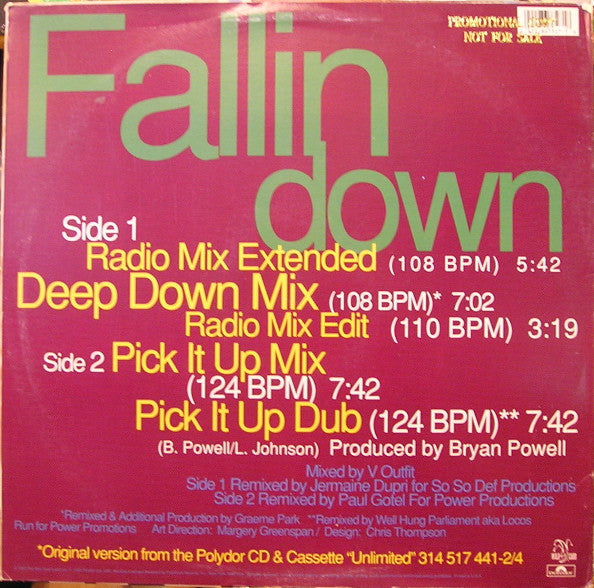 PROMOTIONAL
NOT FOR SALE
Fallin
down
Side 1
Radio Mix Extended (108 BPM) 5:42
Deep Down Mix (108 BPM)* 7:02
Radio Mix Edit (110 BPM) 3:19
Side 2 Pick It Up Mix
(124 BPM) 7:42
Pick It Up Dub (124 BPM)** 7:42
(B. Powell/L. Johnson) Produced by Bryan Powell
Mixed by V Outfit
Side 1 Remixed by Jermaine Dupri for So So Def Productions
Side 2 Remixed by Paul Gotel For Power Productions
*Remixed & Additional Production by Graeme Park **Remixed by Well Hung Parliament aka Locos
Run for Power Promotions Art Direction: Margery Greenspan / Design: Chris Thompson
*Original version from the Polydor CD & Cassette "Unlimited" 314 517 441-2/4